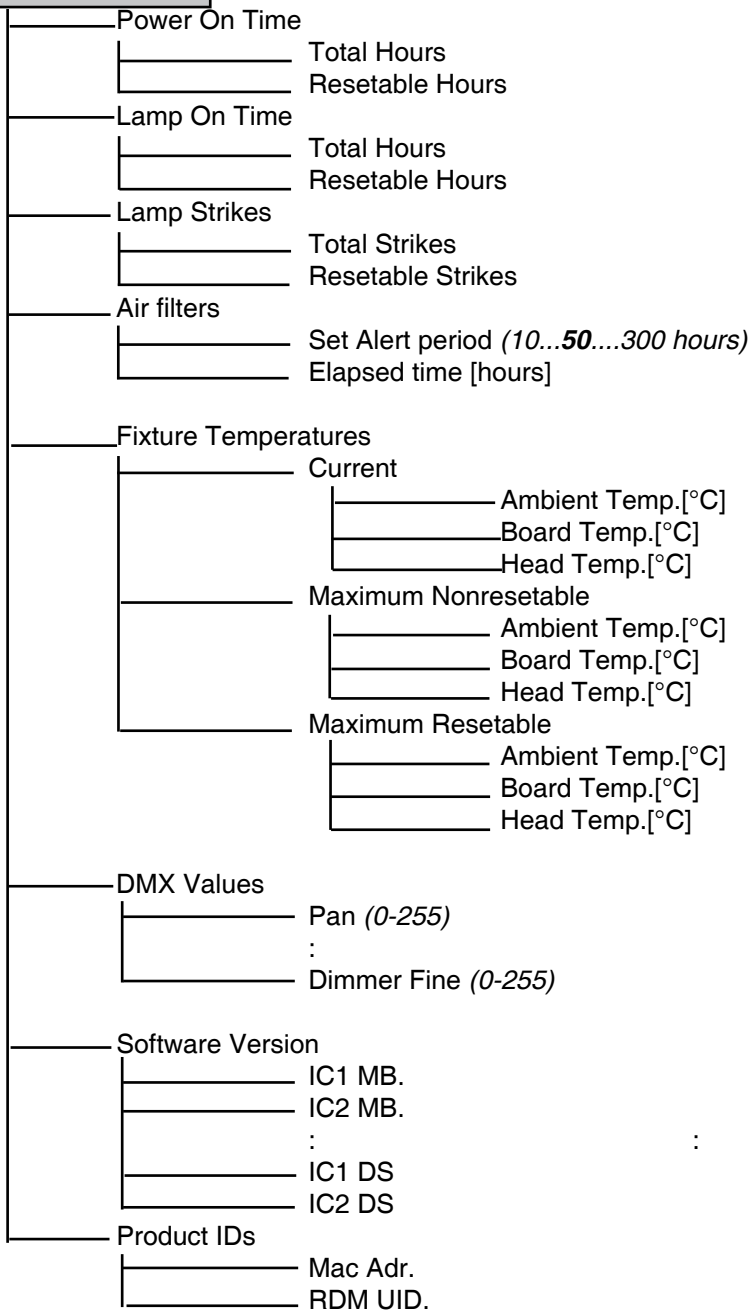 Power On Time
Total Hours
Resetable Hours
Lamp On Time
Total Hours
Resetable Hours
Lamp Strikes
Total Strikes
Resetable Strikes
Air filters
Set Alert period (10...50....300 hours)
Elapsed time [hours]
Fixture Temperatures
Current
Ambient Temp.[°C]
Board Temp.[°C]
Head Temp.[°C]
Maximum Nonresetable
Ambient Temp.[°C]
Board Temp.[°C]
Head Temp.[°C]
Maximum Resetable
Ambient Temp.[°C]
Board Temp.[°C]
Head Temp.[°C]
DMX Values
Pan (0-255)
:
Dimmer Fine (0-255)
Software Version
IC1 MB.
IC2 MB.
: :
IC1 DS
IC2 DS
Product IDs
Mac Adr.
RDM UID.